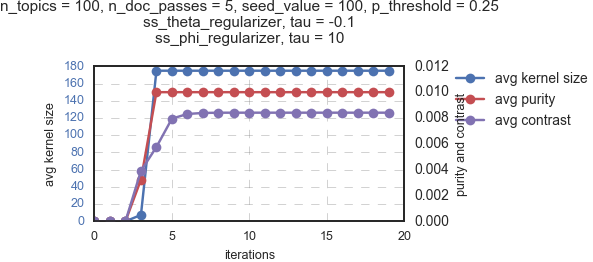 n_topics = 100, n_doc_passes = 5, seed_value = 100, p_threshold = 0.25
ss_theta_regularizer, tau = -0.1
ss_phi_regularizer, tau = 10
180
160
140
120
100
80
60
40
20
0
avg kernel size
0.012
0.010
0.008
0.006
0.004
0.002
0.000
purity and contrast
avg kernel size
avg purity
avg contrast
0 5 10 15 20
iterations